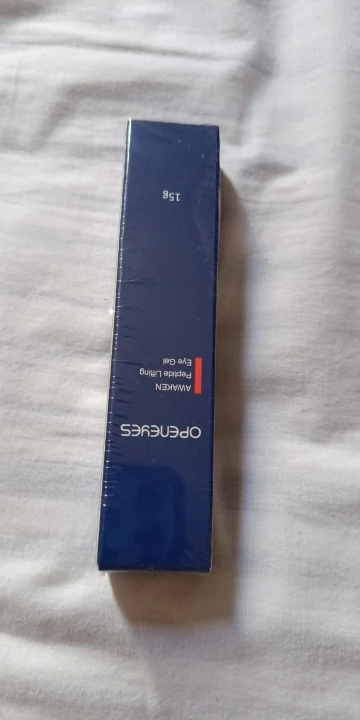 OPENEYES
AWAKEN
Peptide Lifting
Eye Gel
15g